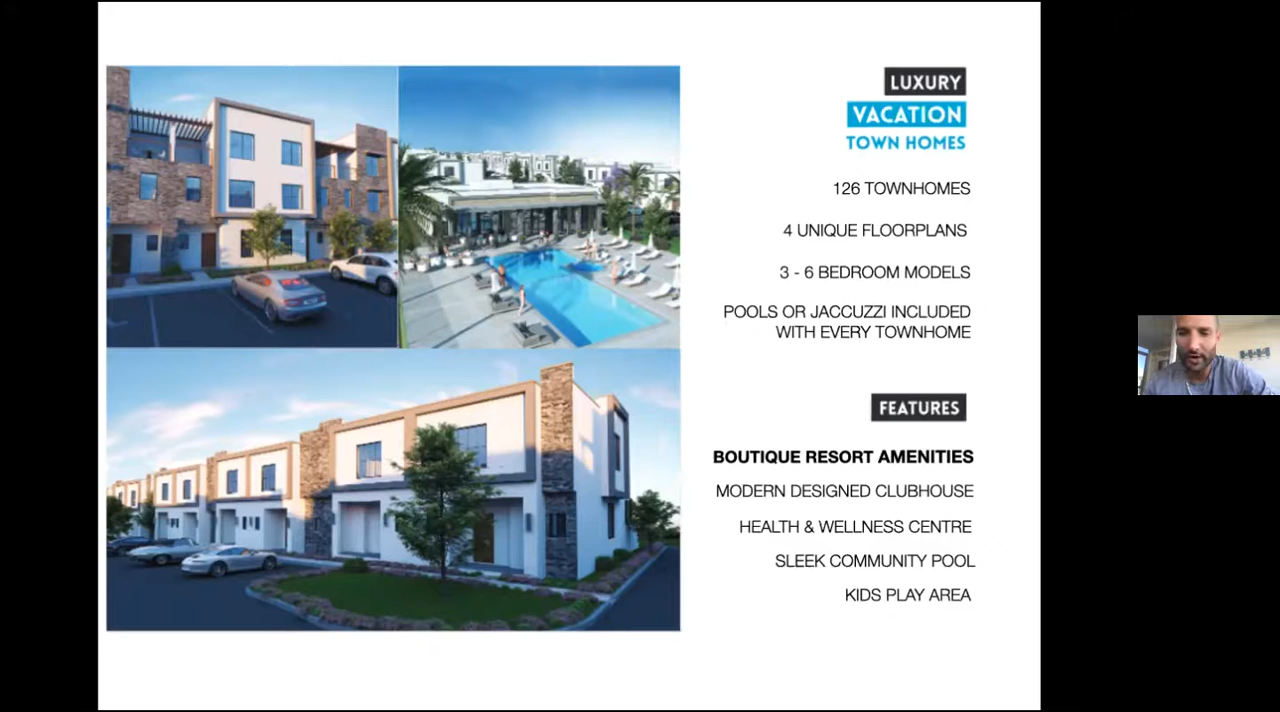 LUXURY
VACATION
TOWN HOMES
126 TOWNHOMES
4 UNIQUE FLOORPLANS
3 - 6 BEDROOM MODELS
POOLS OR JACCUZZI INCLUDED
WITH EVERY TOWNHOME
FEATURES
BOUTIQUE RESORT AMENITIES
MODERN DESIGNED CLUBHOUSE
HEALTH & WELLNESS CENTRE
SLEEK COMMUNITY POOL
KIDS PLAY AREA